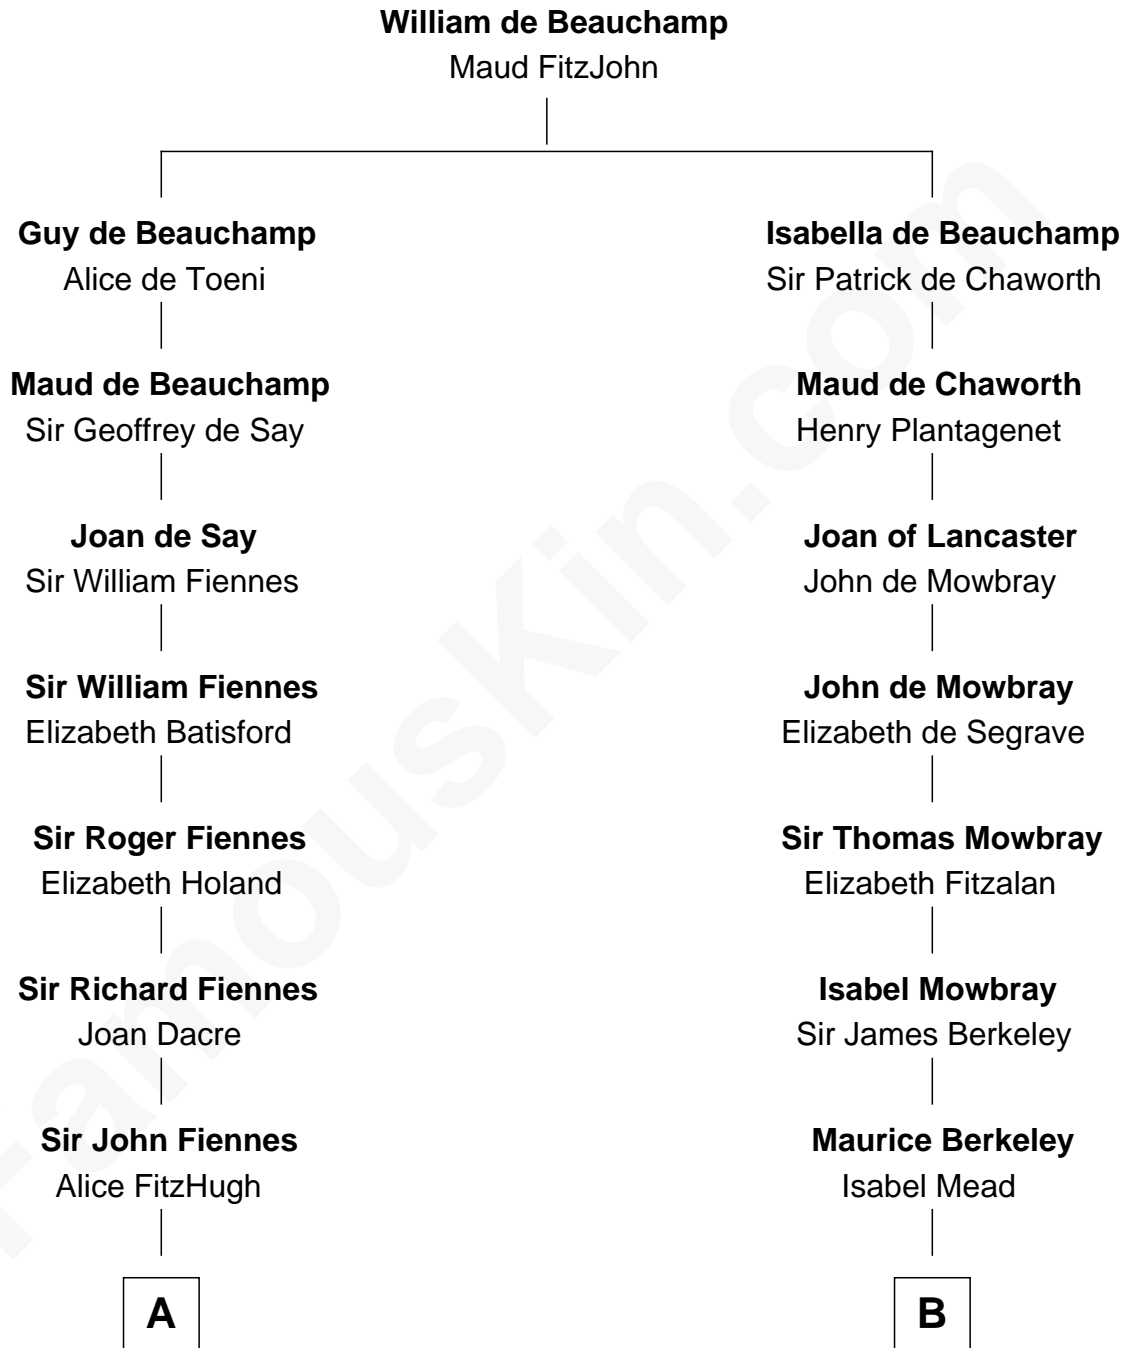 William de Beauchamp
Maud FitzJohn
Guy de Beauchamp
Alice de Toeni
Isabella de Beauchamp
Sir Patrick de Chaworth
Maud de Beauchamp
Sir Geoffrey de Say
Maud de Chaworth
Henry Plantagenet
Joan de Say
Sir William Fiennes
Joan of Lancaster
John de Mowbray
Sir William Fiennes
Elizabeth Batisford
John de Mowbray
Elizabeth de Segrave
Sir Roger Fiennes
Elizabeth Holand
Sir Thomas Mowbray
Elizabeth Fitzalan
Sir Richard Fiennes
Joan Dacre
Isabel Mowbray
Sir James Berkeley
Sir John Fiennes
Alice FitzHugh
Maurice Berkeley
Isabel Mead
A
B
FamousKin.com